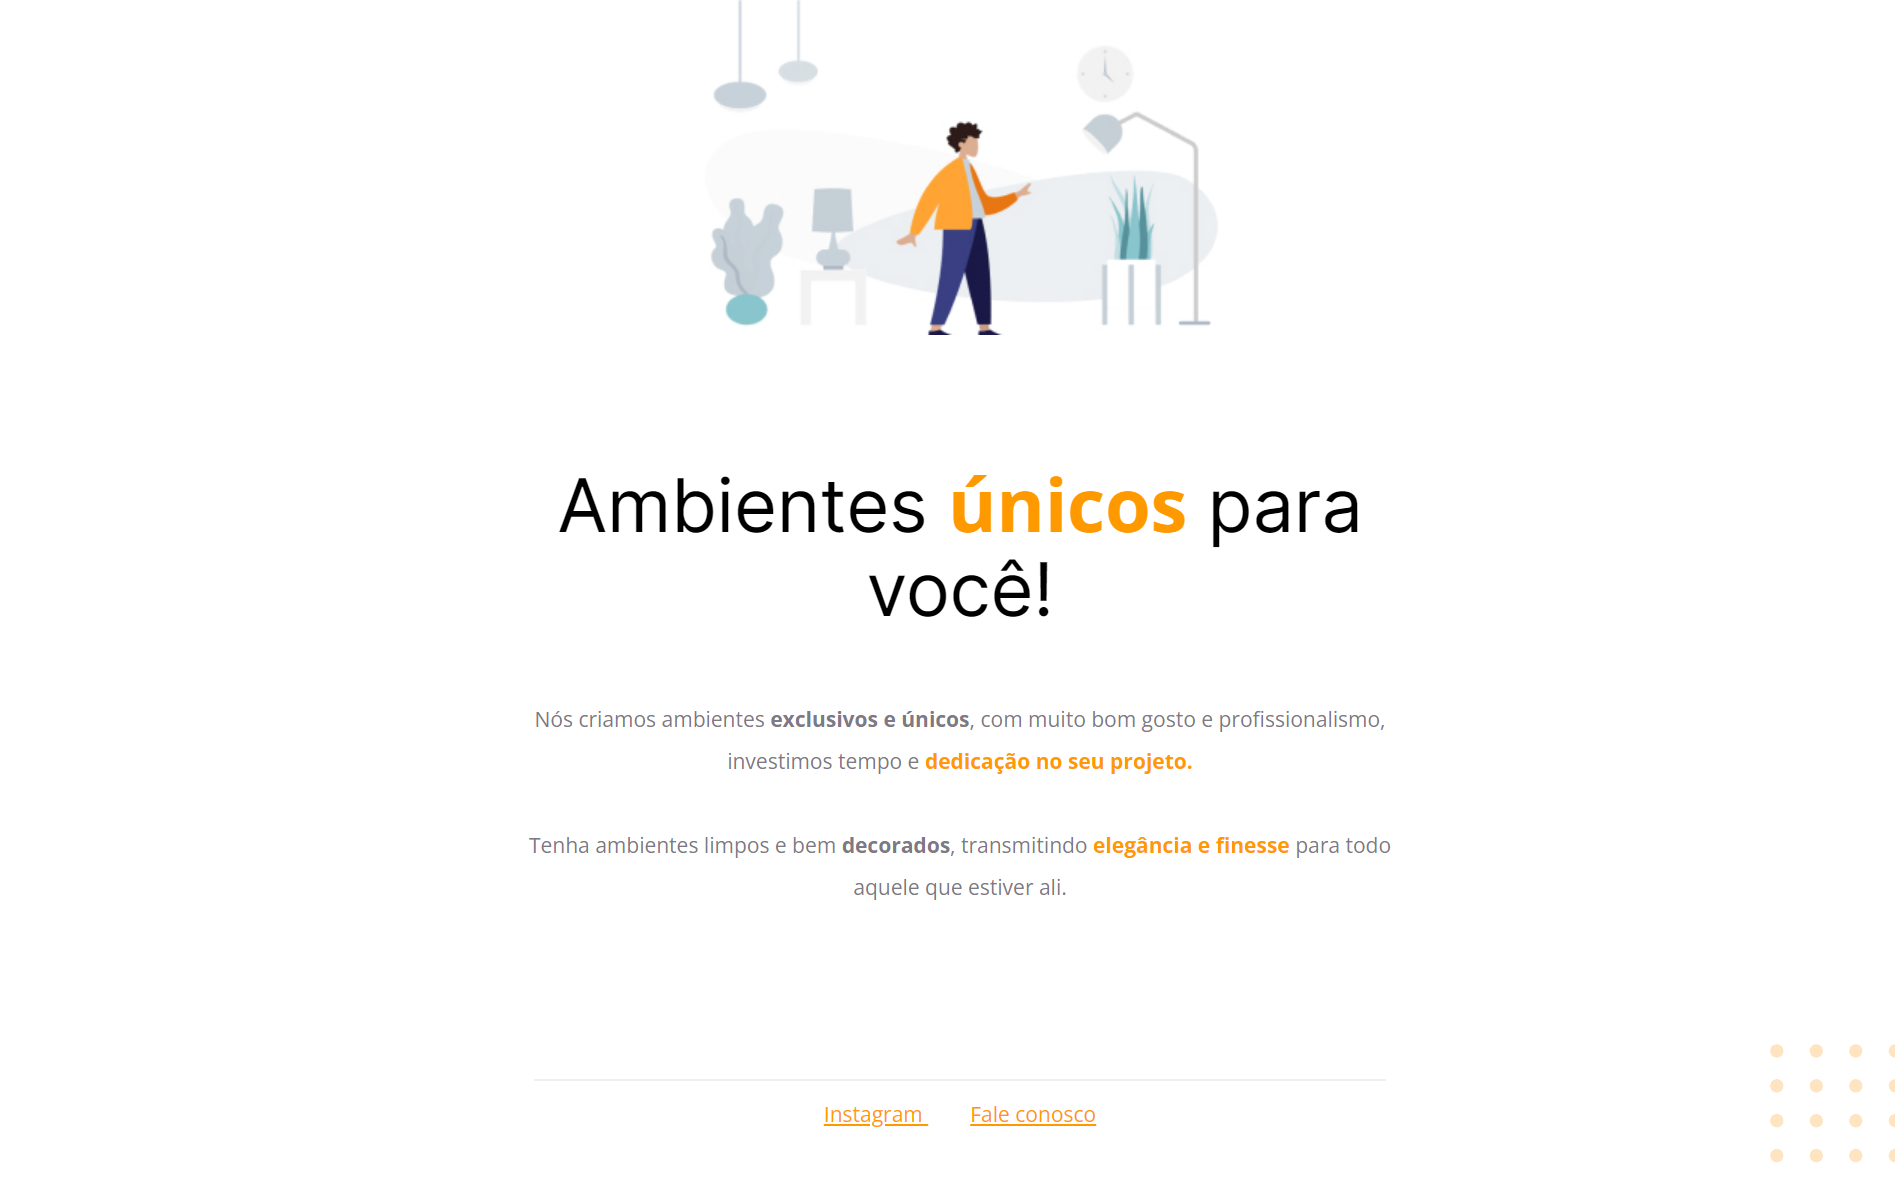 Ambientes únicos para
você!
Nós criamos ambientes exclusivos e únicos, com muito bom gosto e profissionalismo,
investimos tempo e dedicação no seu projeto.
Tenha ambientes limpos e bem decorados, transmitindo elegância e finesse para todo
aquele que estiver ali.
Instagram Fale conosco